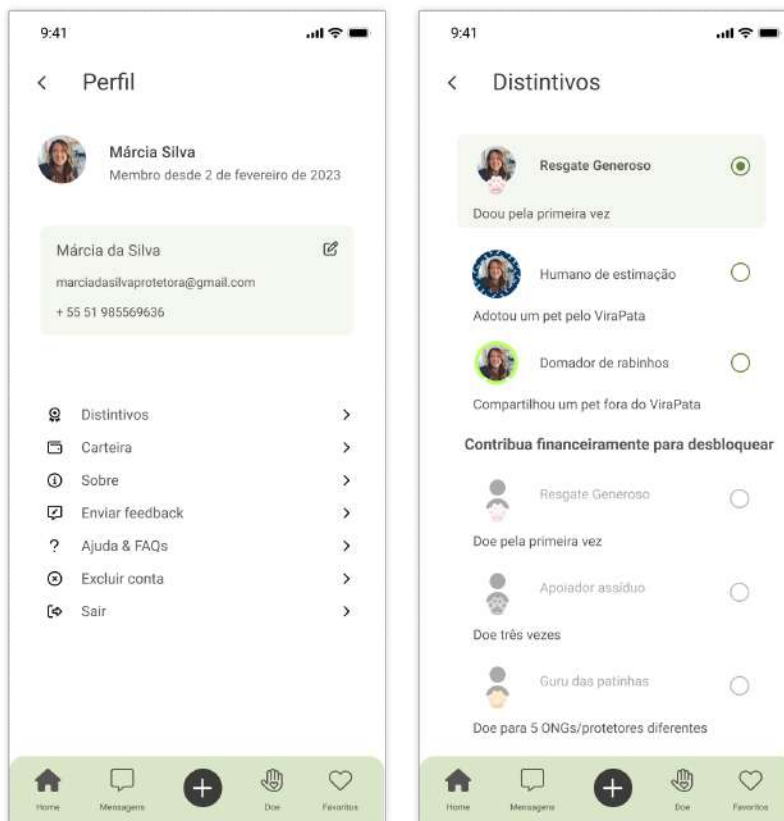 9:41
Perfil
Márcia Silva
Membro desde 2 de fevereiro de 2023
Márcia da Silva
marciadasilvaprotetora@gmail.com
+ 55 51 985569636
Distintivos
Carteira
Sobre
Enviar feedback
Ajuda & FAQs
Excluir conta
Sair
Home
Mensagens
Doe
Favoritos
9:41
Distintivos
Resgate Generoso
Doou pela primeira vez
Humano de estimação
Adotou um pet pelo ViraPata
Domador de rabinhos
Compartilhou um pet fora do ViraPata
Contribua financeiramente para desbloquear
Resgate Generoso
Doe pela primeira vez
Apoiador assíduo
Doe três vezes
Guru das patinhas
Doe para 5 ONGs/protetores diferentes
Home
Mensagens
Doe
Favoritos